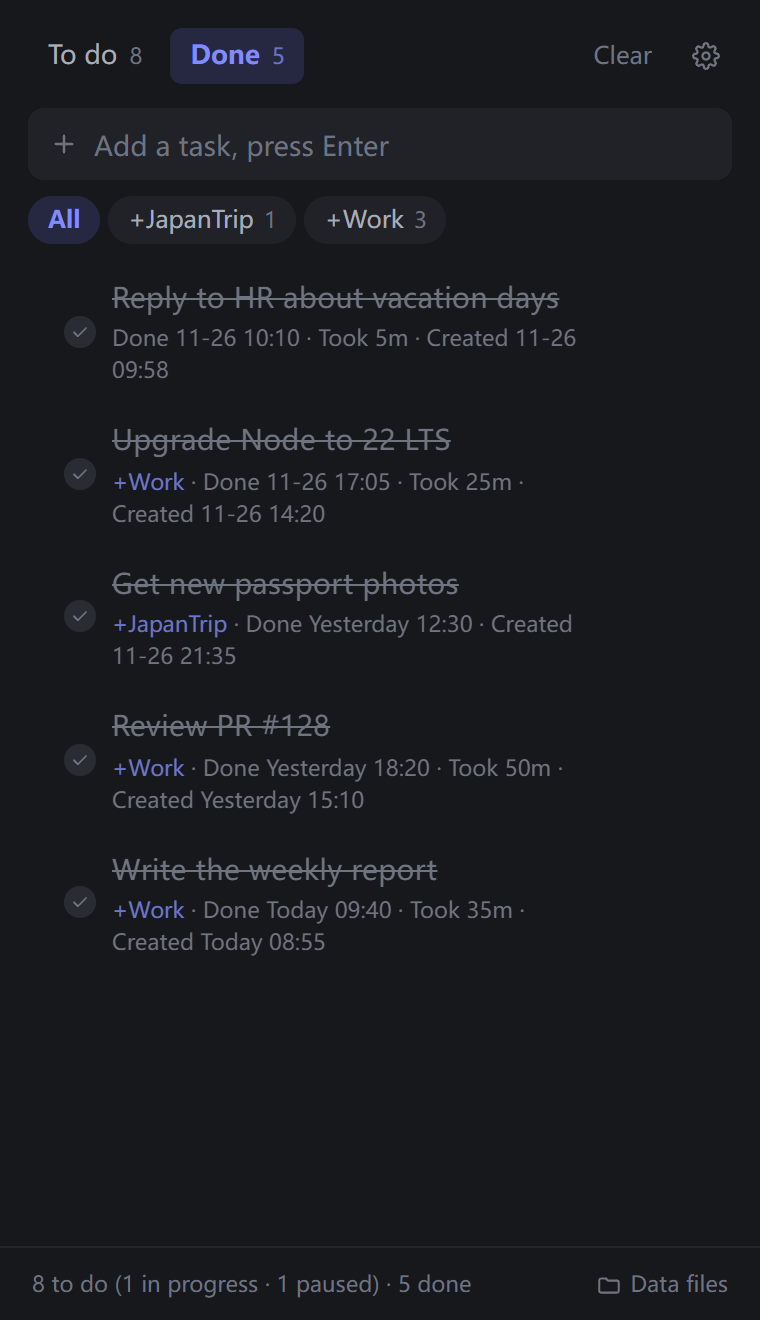 To do 8 Done 5 Clear
+ Add a task, press Enter
All +JapanTrip 1 +Work 3
Reply to HR about vacation days
Done 11-26 10:10 · Took 5m · Created 11-26
09:58
Upgrade Node to 22 LTS
+Work · Done 11-26 17:05 · Took 25m ·
Created 11-26 14:20
Get new passport photos
+JapanTrip · Done Yesterday 12:30 · Created
11-26 21:35
Review PR #128
+Work · Done Yesterday 18:20 · Took 50m ·
Created Yesterday 15:10
Write the weekly report
+Work · Done Today 09:40 · Took 35m ·
Created Today 08:55
8 to do (1 in progress · 1 paused) · 5 done Data files